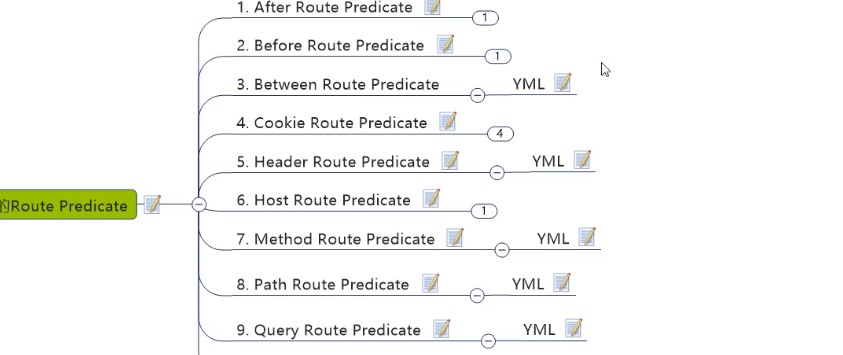 1. After Route Predicate
1
2. Before Route Predicate
1
3. Between Route Predicate
YML
4. Cookie Route Predicate
4
5. Header Route Predicate
YML
的Route Predicate
6. Host Route Predicate
1
7. Method Route Predicate
YML
8. Path Route Predicate
YML
9. Query Route Predicate
YML